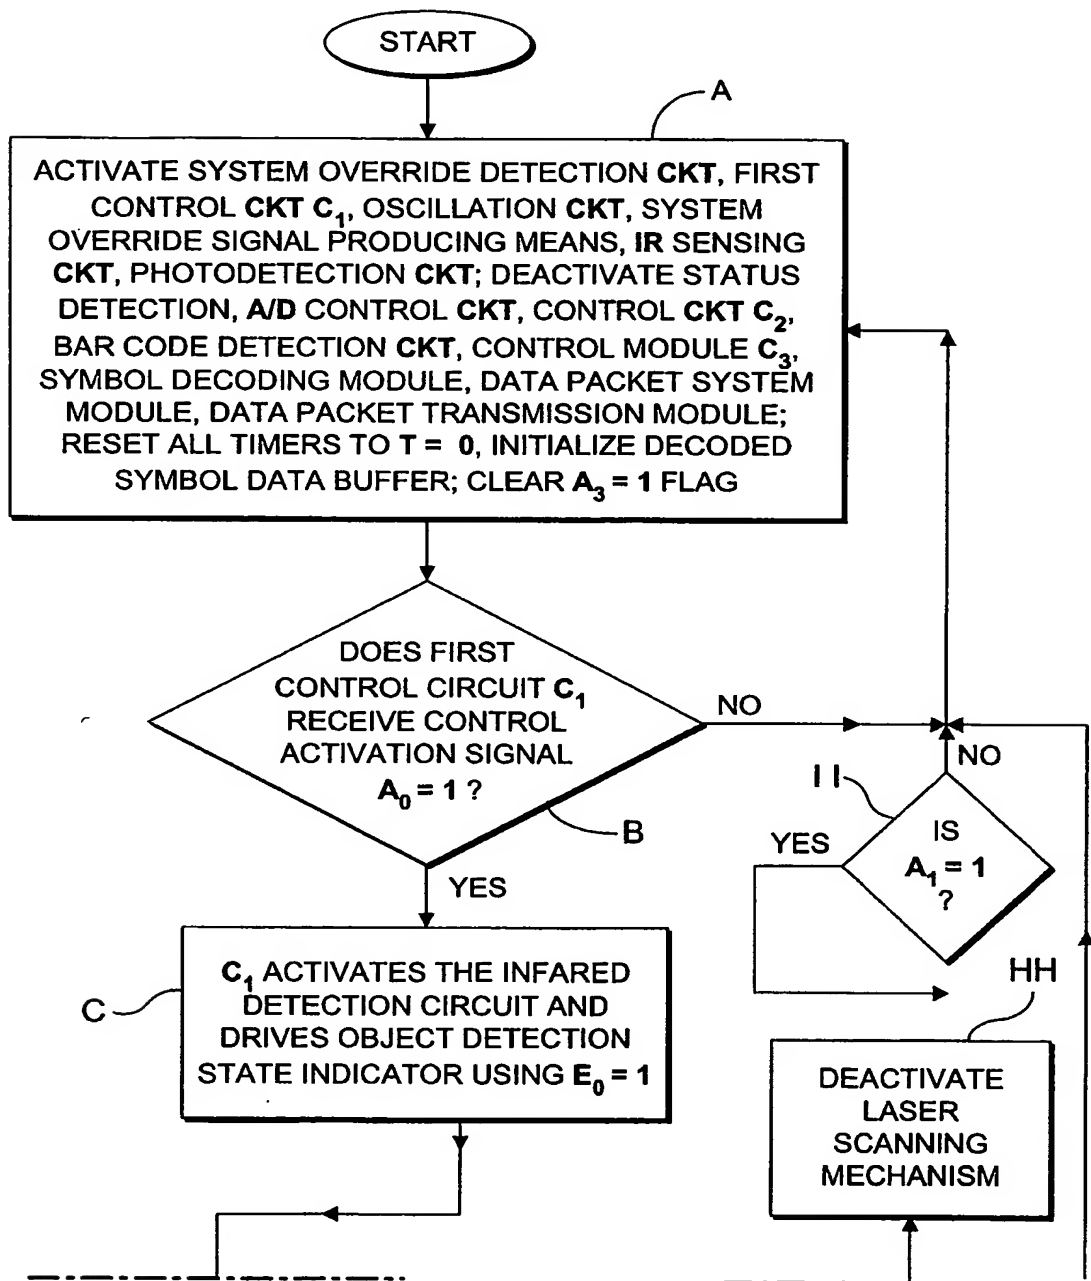 START
A
ACTIVATE SYSTEM OVERRIDE DETECTION CKT, FIRST
CONTROL CKT C1, OSCILLATION CKT, SYSTEM
OVERRIDE SIGNAL PRODUCING MEANS, IR SENSING
CKT, PHOTODETECTION CKT; DEACTIVATE STATUS
DETECTION, A/D CONTROL CKT, CONTROL CKT C2,
BAR CODE DETECTION CKT, CONTROL MODULE C3,
SYMBOL DECODING MODULE, DATA PACKET SYSTEM
MODULE, DATA PACKET TRANSMISSION MODULE;
RESET ALL TIMERS TO T = 0, INITIALIZE DECODED
SYMBOL DATA BUFFER; CLEAR A3 = 1 FLAG
DOES FIRST
CONTROL CIRCUIT C1
RECEIVE CONTROL
ACTIVATION SIGNAL
A0 = 1 ?
B
NO
YES
C
C1 ACTIVATES THE INFARED
DETECTION CIRCUIT AND
DRIVES OBJECT DETECTION
STATE INDICATOR USING E0 = 1
NO
II
YES
IS
A1 = 1
?
HH
DEACTIVATE
LASER
SCANNING
MECHANISM